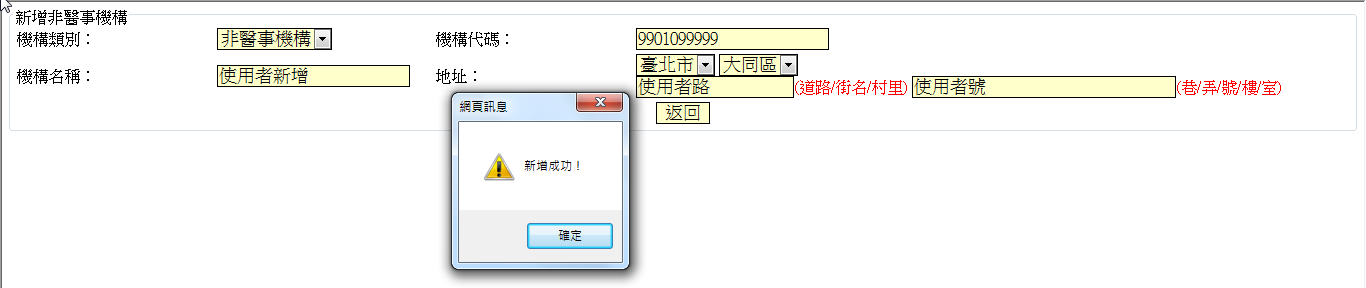 新增非醫事機構
機構類別： 非醫事機構 機構代碼： 9901099999
機構名稱： 使用者新增 地址： 臺北市 大同區
使用者路 (道路/街名/村里) 使用者號 (巷/弄/號/樓/室)
返回
網頁訊息
新增成功！
確定